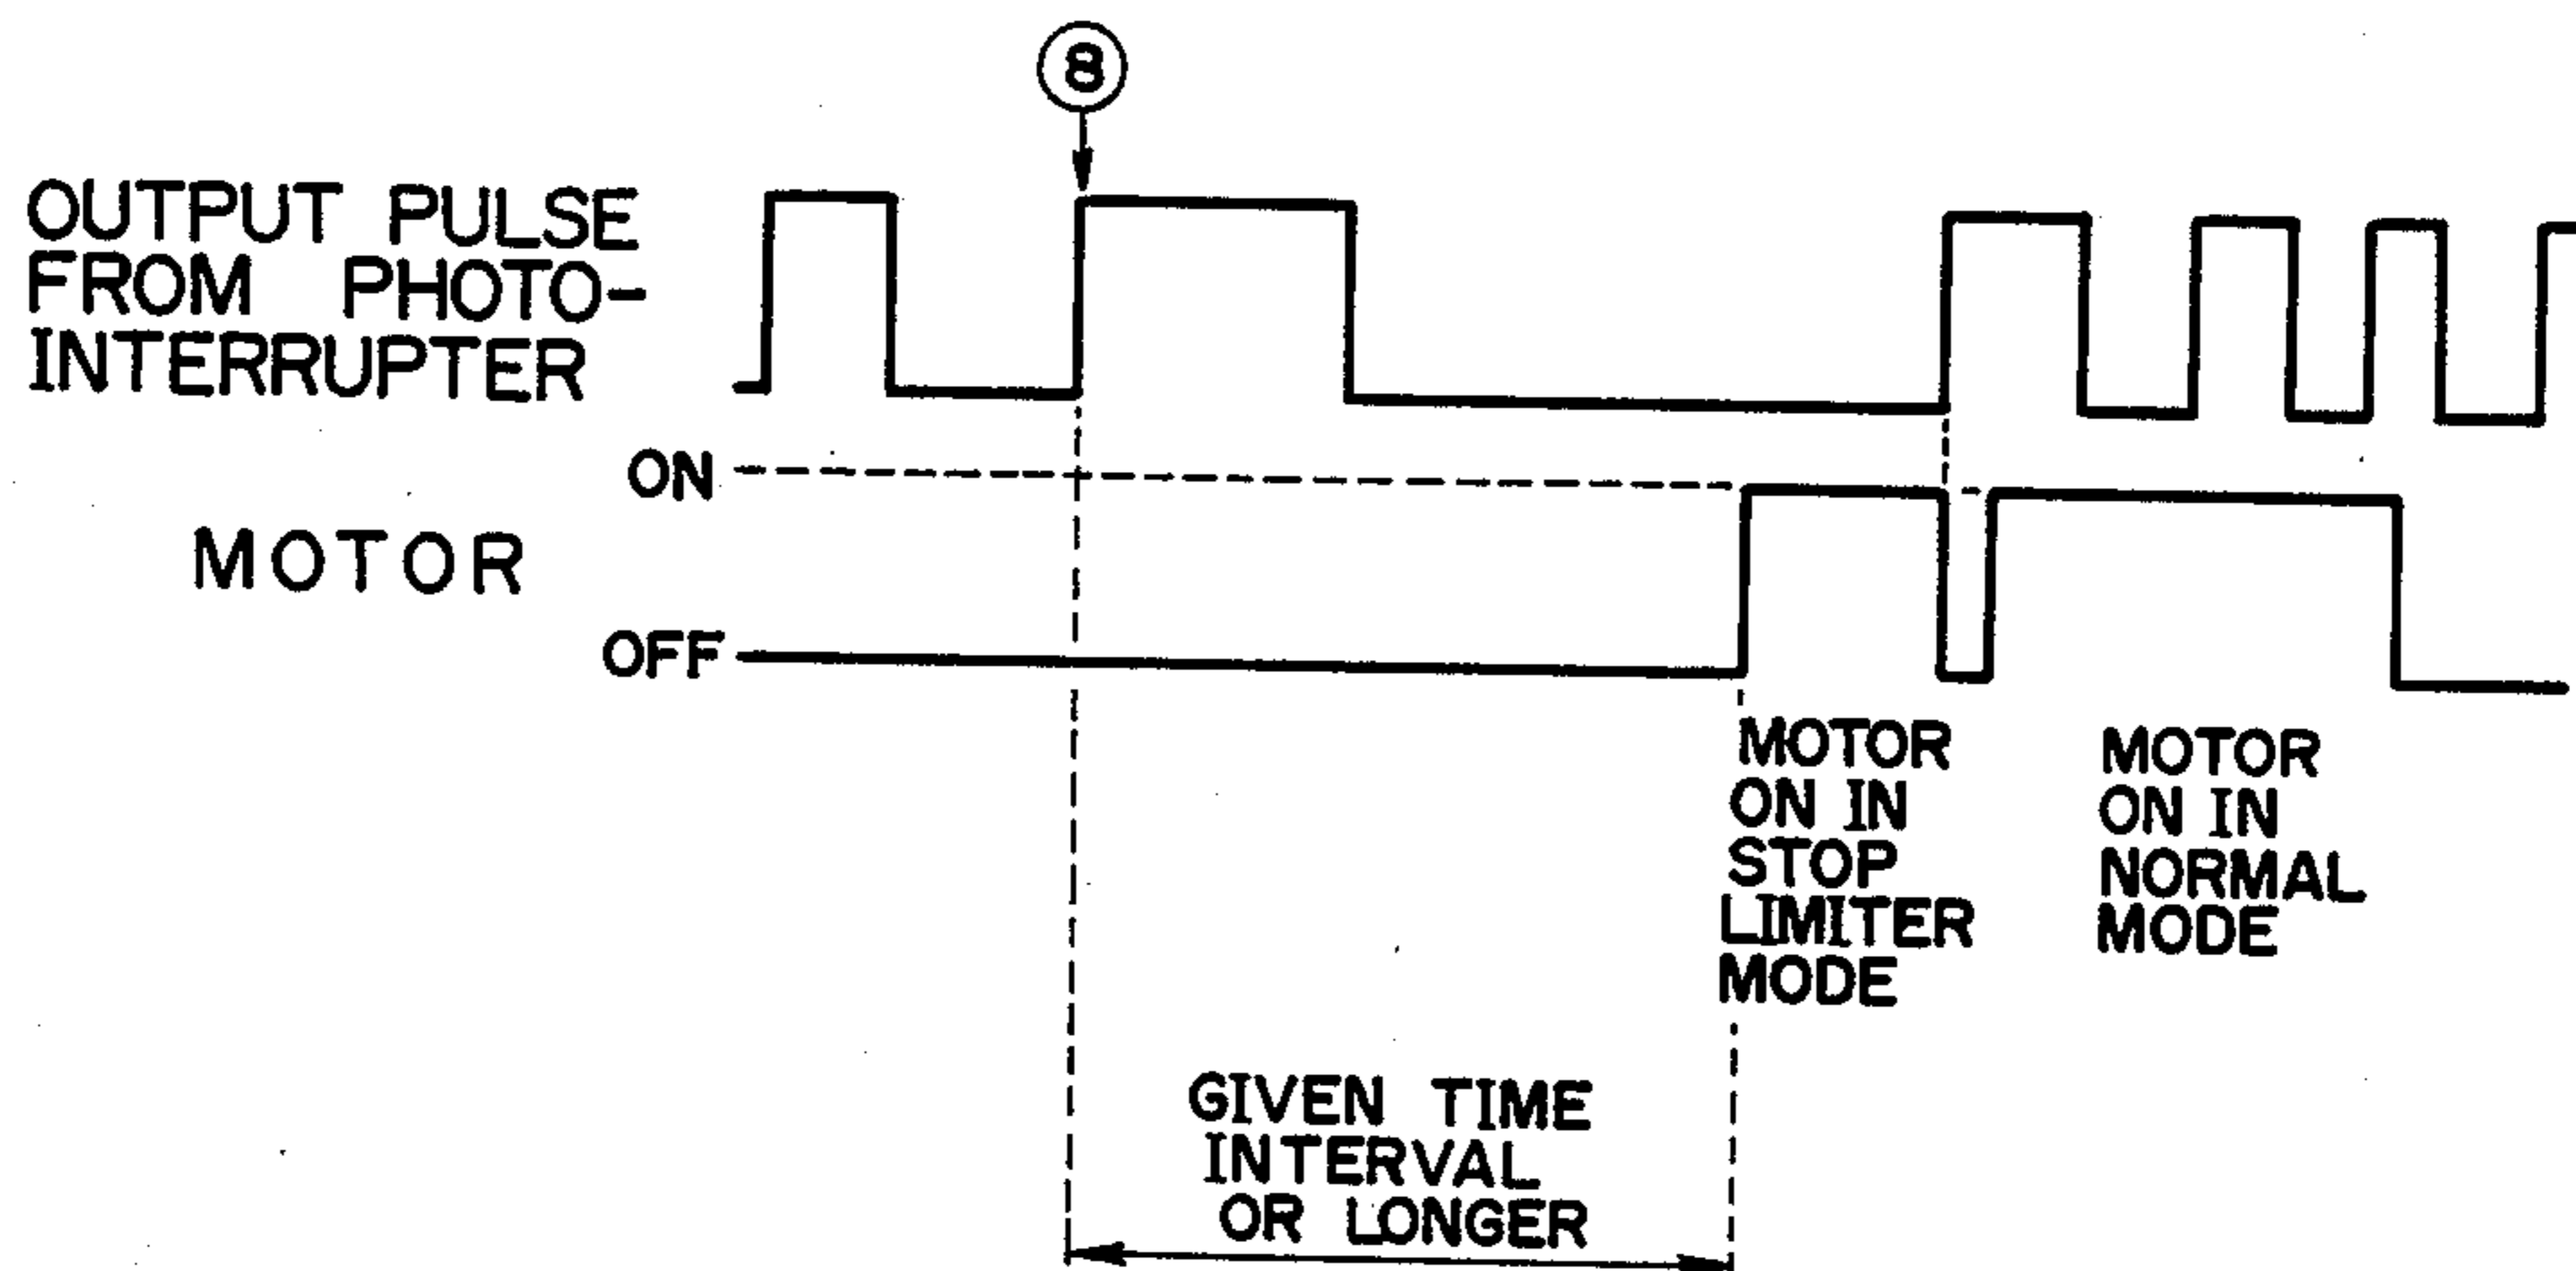 8
OUTPUT PULSE
FROM PHOTO-
INTERRUPTER
ON
MOTOR
OFF
MOTOR
ON IN
STOP
LIMITER
MODE
MOTOR
ON IN
NORMAL
MODE
GIVEN TIME
INTERVAL
OR LONGER